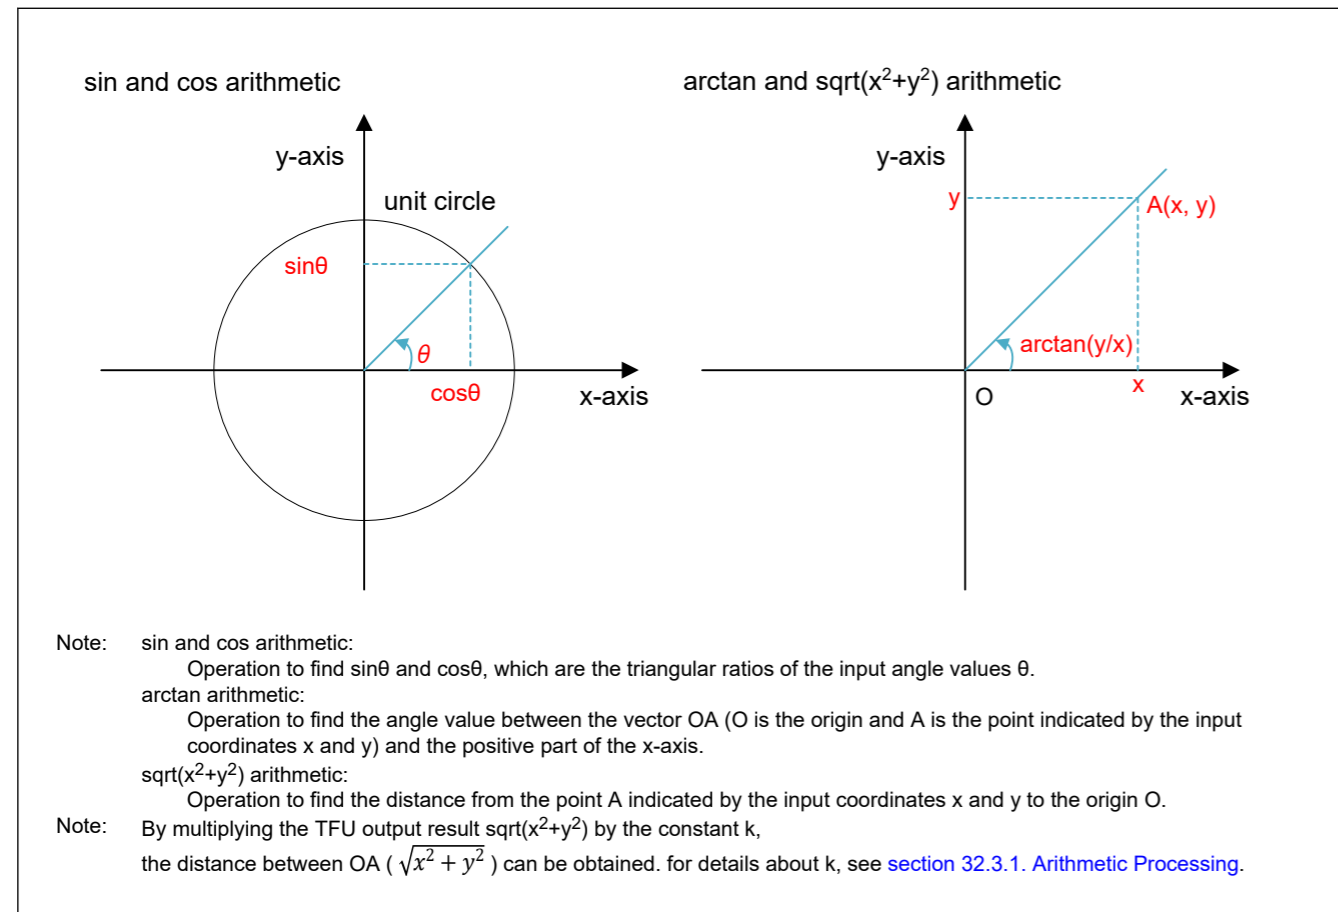 sin and cos arithmetic
y-axis
unit circle
sinθ
θ
cosθ
x-axis
arctan and sqrt(x²+y²) arithmetic
y-axis
y
A(x, y)
arctan(y/x)
O
x
x-axis
Note: sin and cos arithmetic:
Operation to find sinθ and cosθ, which are the triangular ratios of the input angle values θ.
arctan arithmetic:
Operation to find the angle value between the vector OA (O is the origin and A is the point indicated by the input
coordinates x and y) and the positive part of the x-axis.
sqrt(x²+y²) arithmetic:
Operation to find the distance from the point A indicated by the input coordinates x and y to the origin O.
Note: By multiplying the TFU output result sqrt(x²+y²) by the constant k,
the distance between OA ( √x² + y² ) can be obtained. for details about k, see section 32.3.1. Arithmetic Processing.